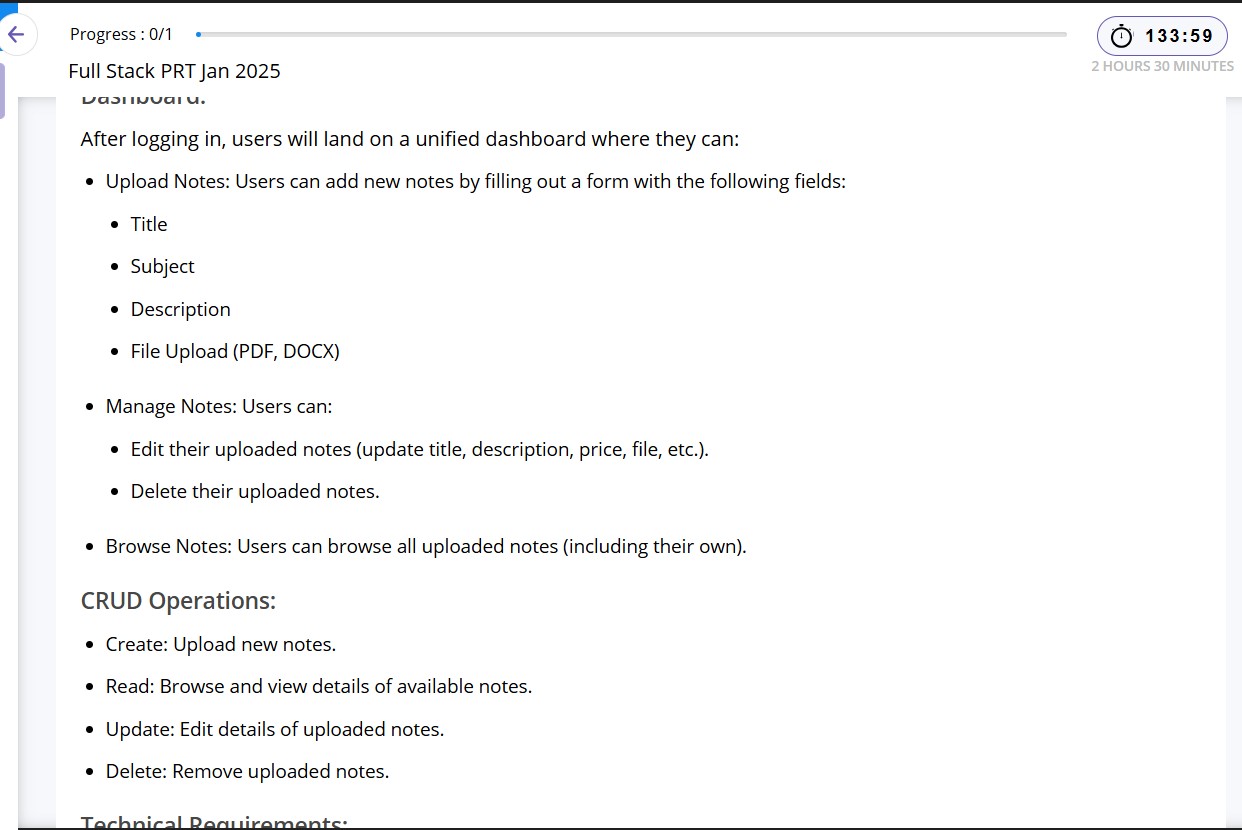 Progress : 0/1
133:59
2 HOURS 30 MINUTES
Full Stack PRT Jan 2025
Dashboard:
After logging in, users will land on a unified dashboard where they can:
Upload Notes: Users can add new notes by filling out a form with the following fields:
Title
Subject
Description
File Upload (PDF, DOCX)
Manage Notes: Users can:
Edit their uploaded notes (update title, description, price, file, etc.).
Delete their uploaded notes.
Browse Notes: Users can browse all uploaded notes (including their own).
CRUD Operations:
Create: Upload new notes.
Read: Browse and view details of available notes.
Update: Edit details of uploaded notes.
Delete: Remove uploaded notes.
Technical Requirements: